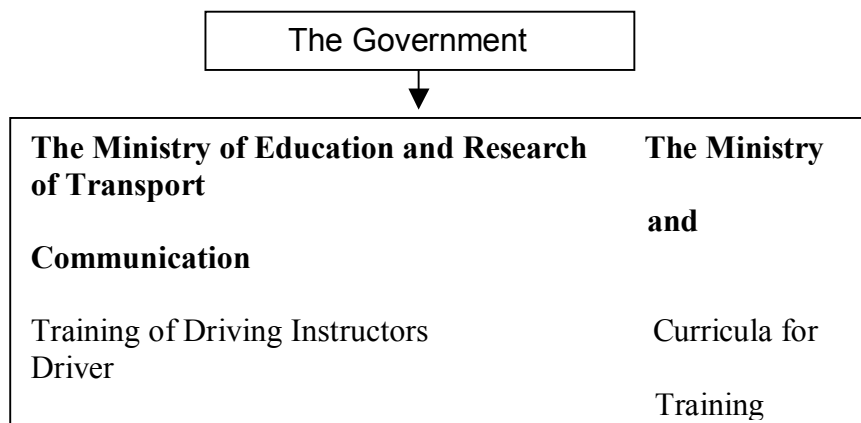 The Government
The Ministry of Education and Research The Ministry
of Transport
and
Communication
Training of Driving Instructors Curricula for
Driver
Training